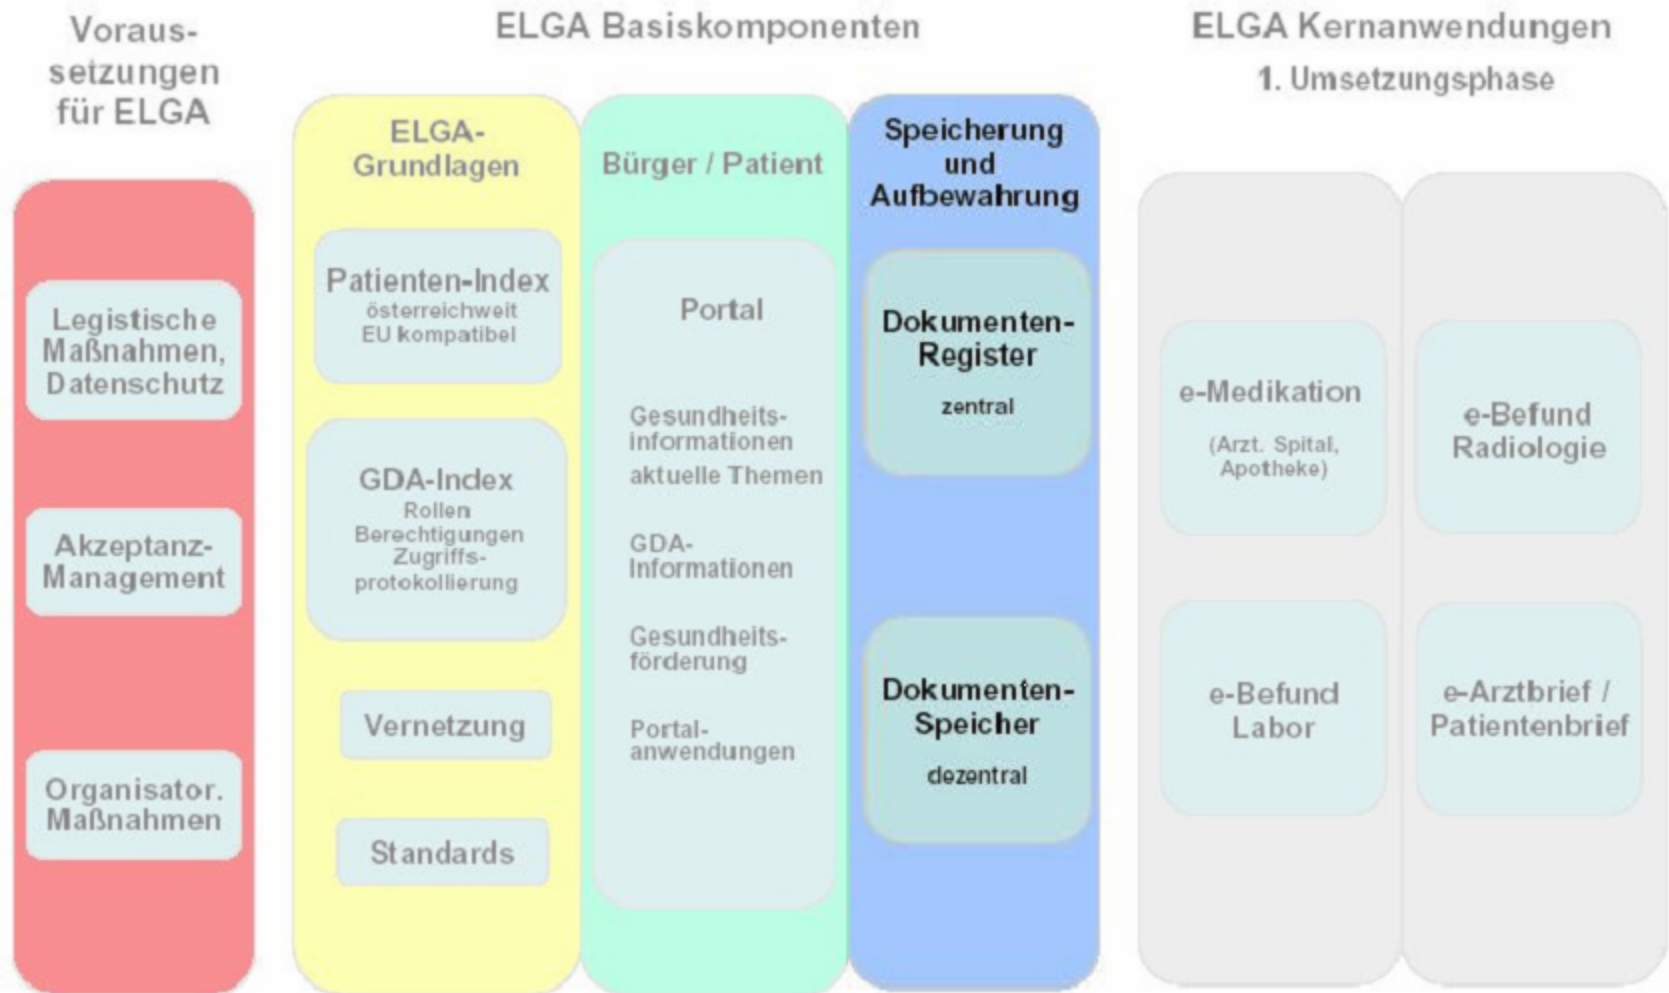 Voraus-
setzungen
für ELGA
Legistische
Maßnahmen,
Datenschutz
Akzeptanz-
Management
Organisator.
Maßnahmen
ELGA Basiskomponenten
ELGA-
Grundlagen
Patienten-Index
österreichweit
EU kompatibel
GDA-Index
Rollen
Berechtigungen
Zugriffs-
protokollierung
Vernetzung
Standards
Bürger / Patient
Portal
Gesundheits-
informationen
aktuelle Themen
GDA-
Informationen
Gesundheits-
förderung
Portal-
anwendungen
Speicherung
und
Aufbewahrung
Dokumenten-
Register
zentral
Dokumenten-
Speicher
dezentral
ELGA Kernanwendungen
1. Umsetzungsphase
e-Medikation
(Arzt. Spital,
Apotheke)
e-Befund
Labor
e-Befund
Radiologie
e-Arztbrief /
Patientenbrief